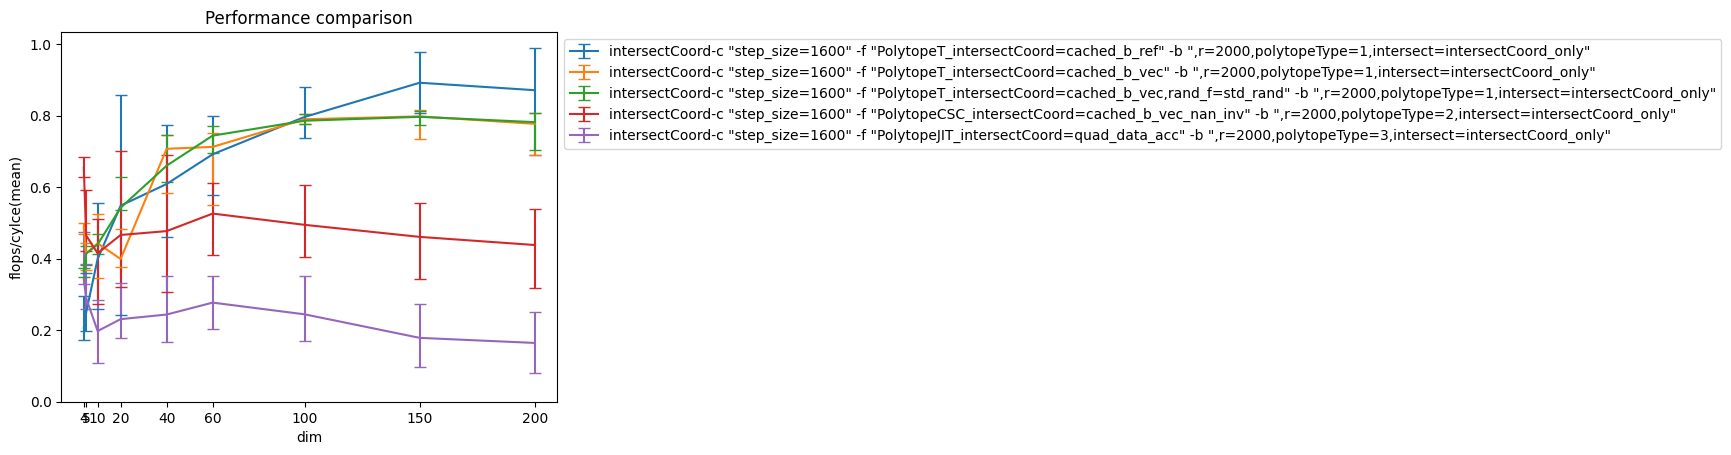 Performance comparison
intersectCoord-c "step_size=1600" -f "PolytopeT_intersectCoord=cached_b_ref" -b ",r=2000,polytopeType=1,intersect=intersectCoord_only"
intersectCoord-c "step_size=1600" -f "PolytopeT_intersectCoord=cached_b_vec" -b ",r=2000,polytopeType=1,intersect=intersectCoord_only"
intersectCoord-c "step_size=1600" -f "PolytopeT_intersectCoord=cached_b_vec,rand_f=std_rand" -b ",r=2000,polytopeType=1,intersect=intersectCoord_only"
intersectCoord-c "step_size=1600" -f "PolytopeCSC_intersectCoord=cached_b_vec_nan_inv" -b ",r=2000,polytopeType=2,intersect=intersectCoord_only"
intersectCoord-c "step_size=1600" -f "PolytopeJIT_intersectCoord=quad_data_acc" -b ",r=2000,polytopeType=3,intersect=intersectCoord_only"
flops/cylce(mean)
1.0
0.8
0.6
0.4
0.2
0.0
4 5 10 20 40 60 100 150 200
dim